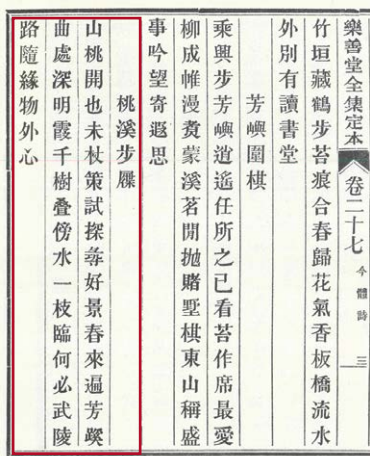 樂善堂全集定本
卷二十七
今體詩
三
竹垣藏鶴步苔痕合春歸花氣香板橋流水
外別有讀書堂
芳嶼圍棋
乘興步芳嶼逍遙任所之已看苔作席最愛
柳成帷漫煑蒙溪茗閒拋賭墅棋東山稱盛
事吟望寄遐思
桃溪步屧
山桃開也未杖策試探尋好景春來遍芳蹊
曲處深明霞千樹疊傍水一枝臨何必武陵
路隨緣物外心